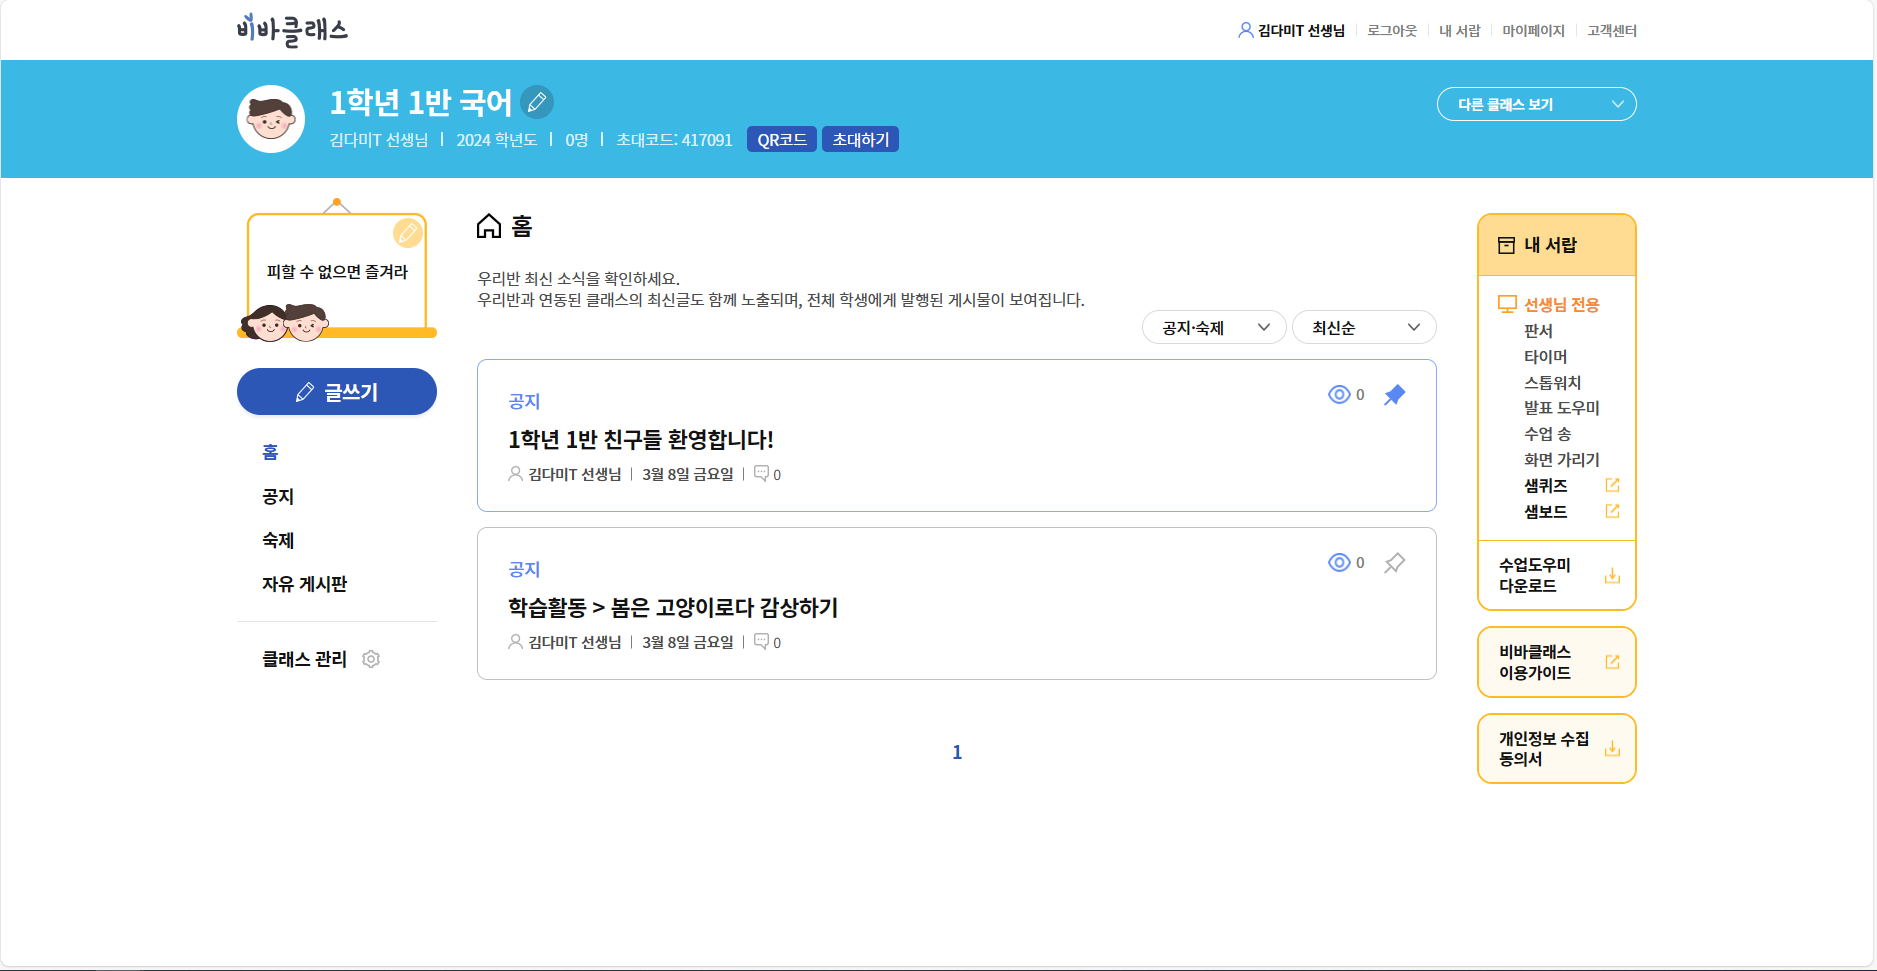 비바클래스
김다미T 선생님 로그아웃 내 서랍 마이페이지 고객센터
1학년 1반 국어
다른 클래스 보기
김다미T 선생님 2024 학년도 0명 초대코드: 417091 QR코드 초대하기
피할 수 없으면 즐겨라
글쓰기
홈
공지
숙제
자유 게시판
클래스 관리
홈
우리반 최신 소식을 확인하세요.
우리반과 연동된 클래스의 최신글도 함께 노출되며, 전체 학생에게 발행된 게시물이 보여집니다.
공지·숙제 최신순
공지 0
1학년 1반 친구들 환영합니다!
김다미T 선생님 3월 8일 금요일 0
공지 0
학습활동 > 봄은 고양이로다 감상하기
김다미T 선생님 3월 8일 금요일 0
1
내 서랍
선생님 전용
판서
타이머
스톱워치
발표 도우미
수업 송
화면 가리기
샘퀴즈
샘보드
수업도우미
다운로드
비바클래스
이용가이드
개인정보 수집
동의서